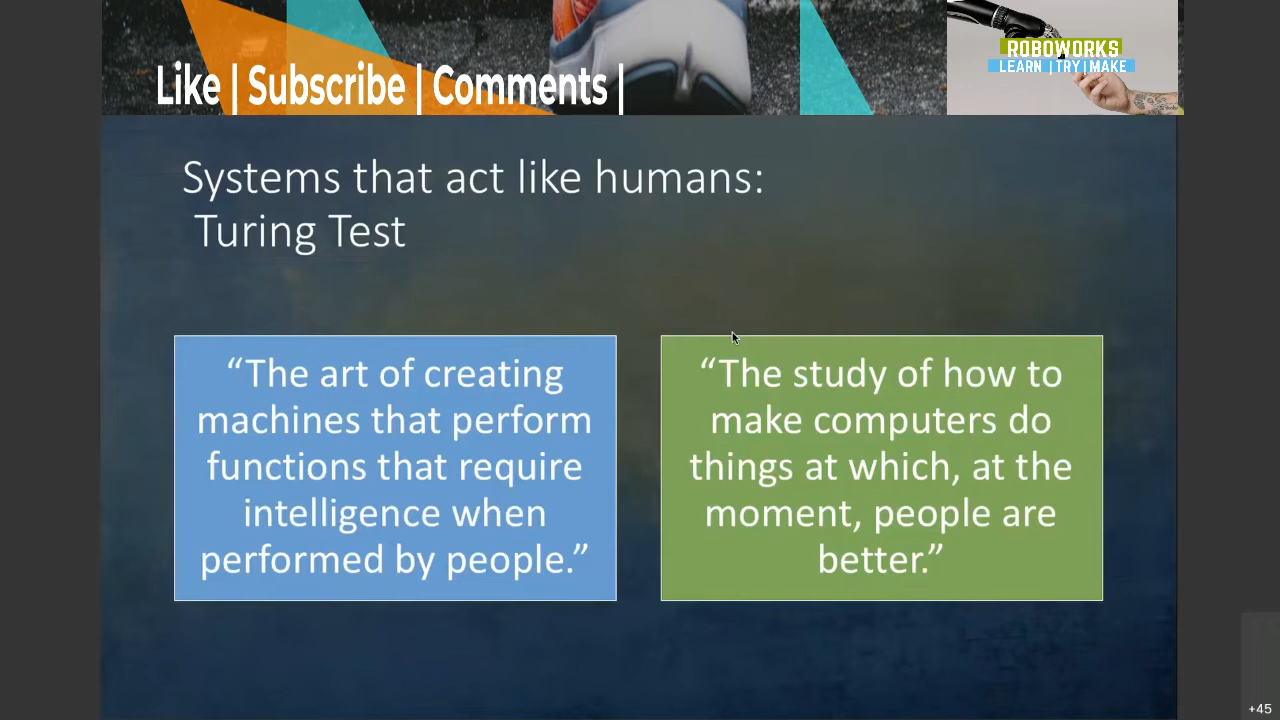 Like | Subscribe | Comments |
ROBOWORKS
LEARN | TRY | MAKE
Systems that act like humans:
Turing Test
“The art of creating
machines that perform
functions that require
intelligence when
performed by people.”
“The study of how to
make computers do
things at which, at the
moment, people are
better.”
+45